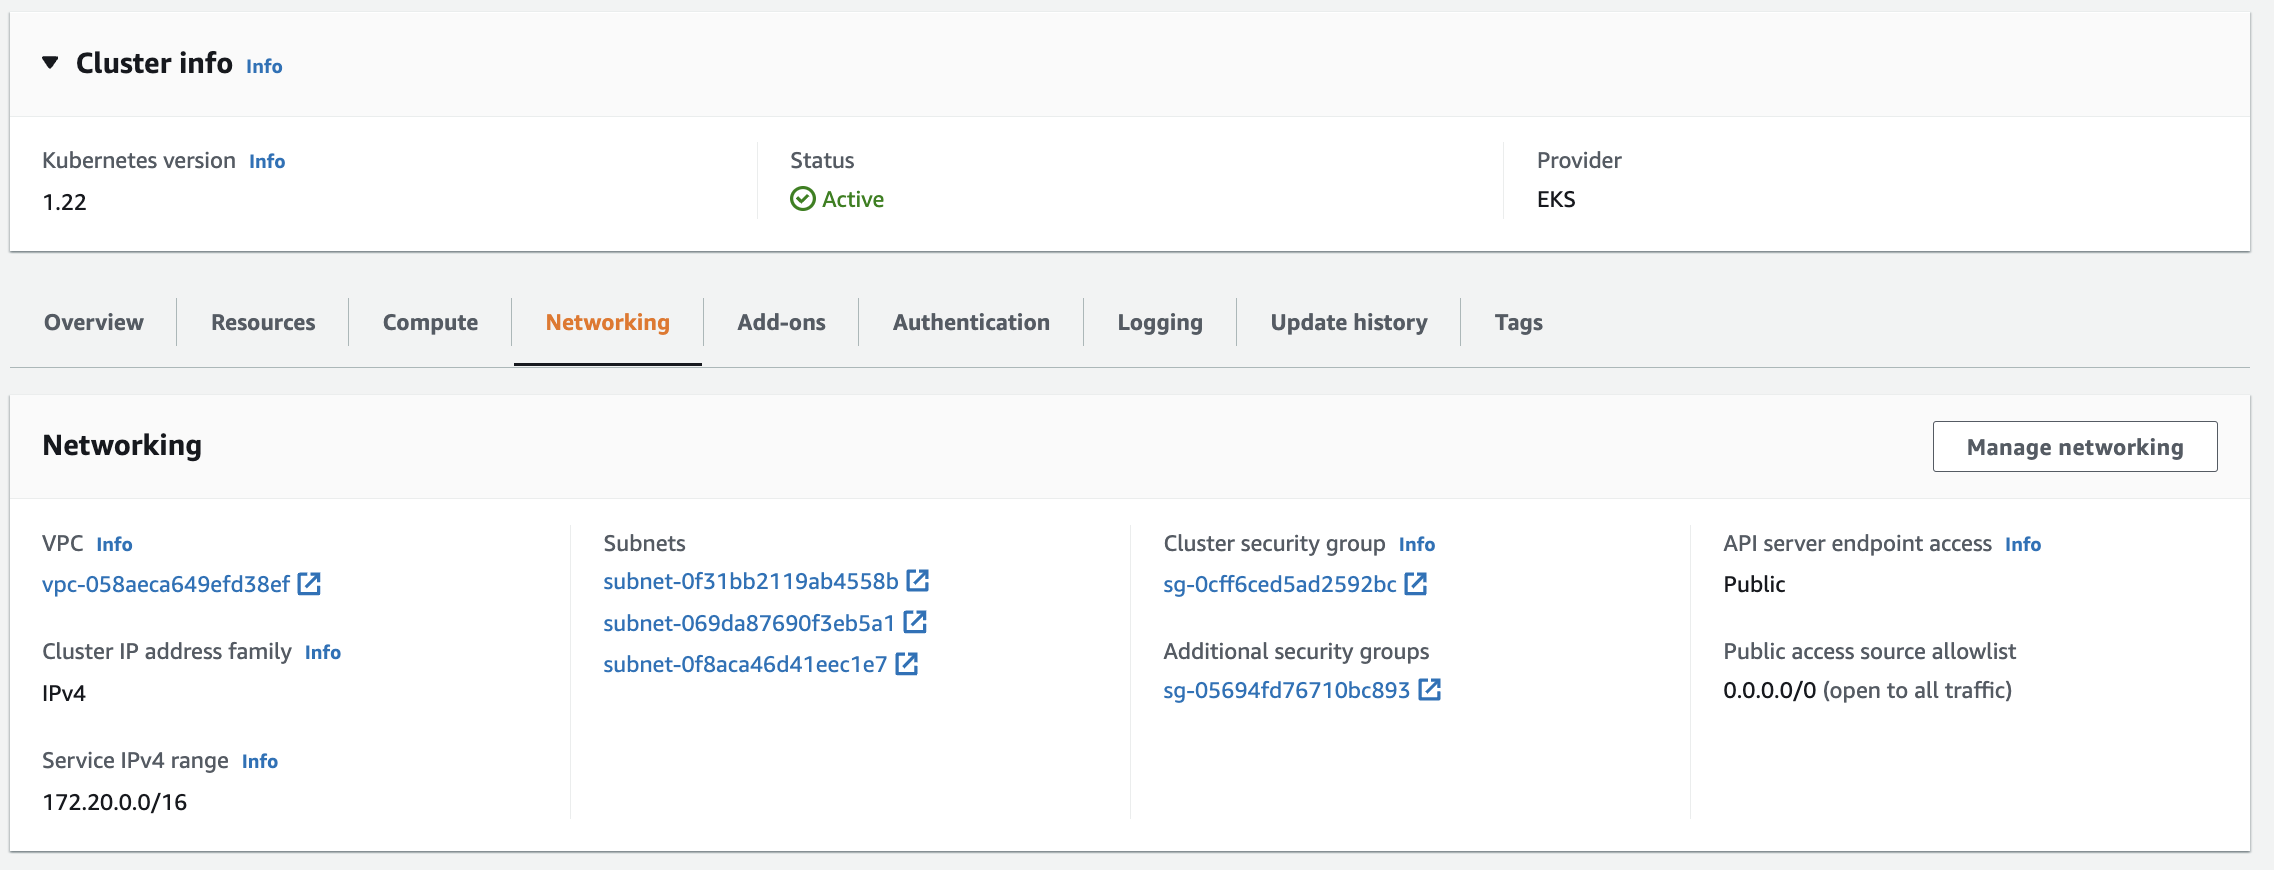 Cluster info Info
Kubernetes version Info
1.22
Status
Active
Provider
EKS
Overview
Resources
Compute
Networking
Add-ons
Authentication
Logging
Update history
Tags
Networking
Manage networking
VPC Info
vpc-058aeca649efd38ef
Cluster IP address family Info
IPv4
Service IPv4 range Info
172.20.0.0/16
Subnets
subnet-0f31bb2119ab4558b
subnet-069da87690f3eb5a1
subnet-0f8aca46d41eec1e7
Cluster security group Info
sg-0cff6ced5ad2592bc
Additional security groups
sg-05694fd76710bc893
API server endpoint access Info
Public
Public access source allowlist
0.0.0.0/0 (open to all traffic)